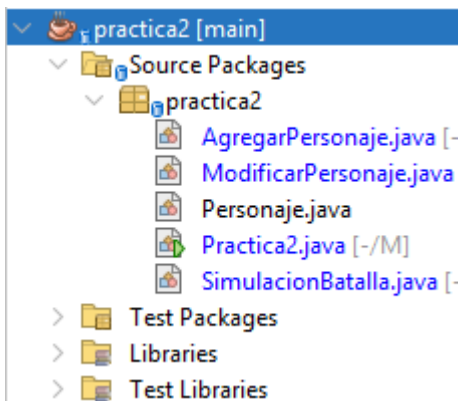 practica2 [main]
Source Packages
practica2
AgregarPersonaje.java [-
ModificarPersonaje.java
Personaje.java
Practica2.java [-/M]
SimulacionBatalla.java [-
Test Packages
Libraries
Test Libraries